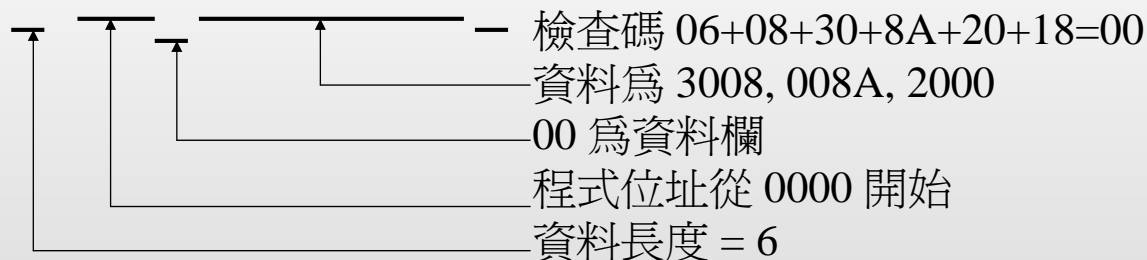 檢查碼 06+08+30+8A+20+18=00
資料爲 3008, 008A, 2000
00 爲資料欄
程式位址從 0000 開始
資料長度 = 6